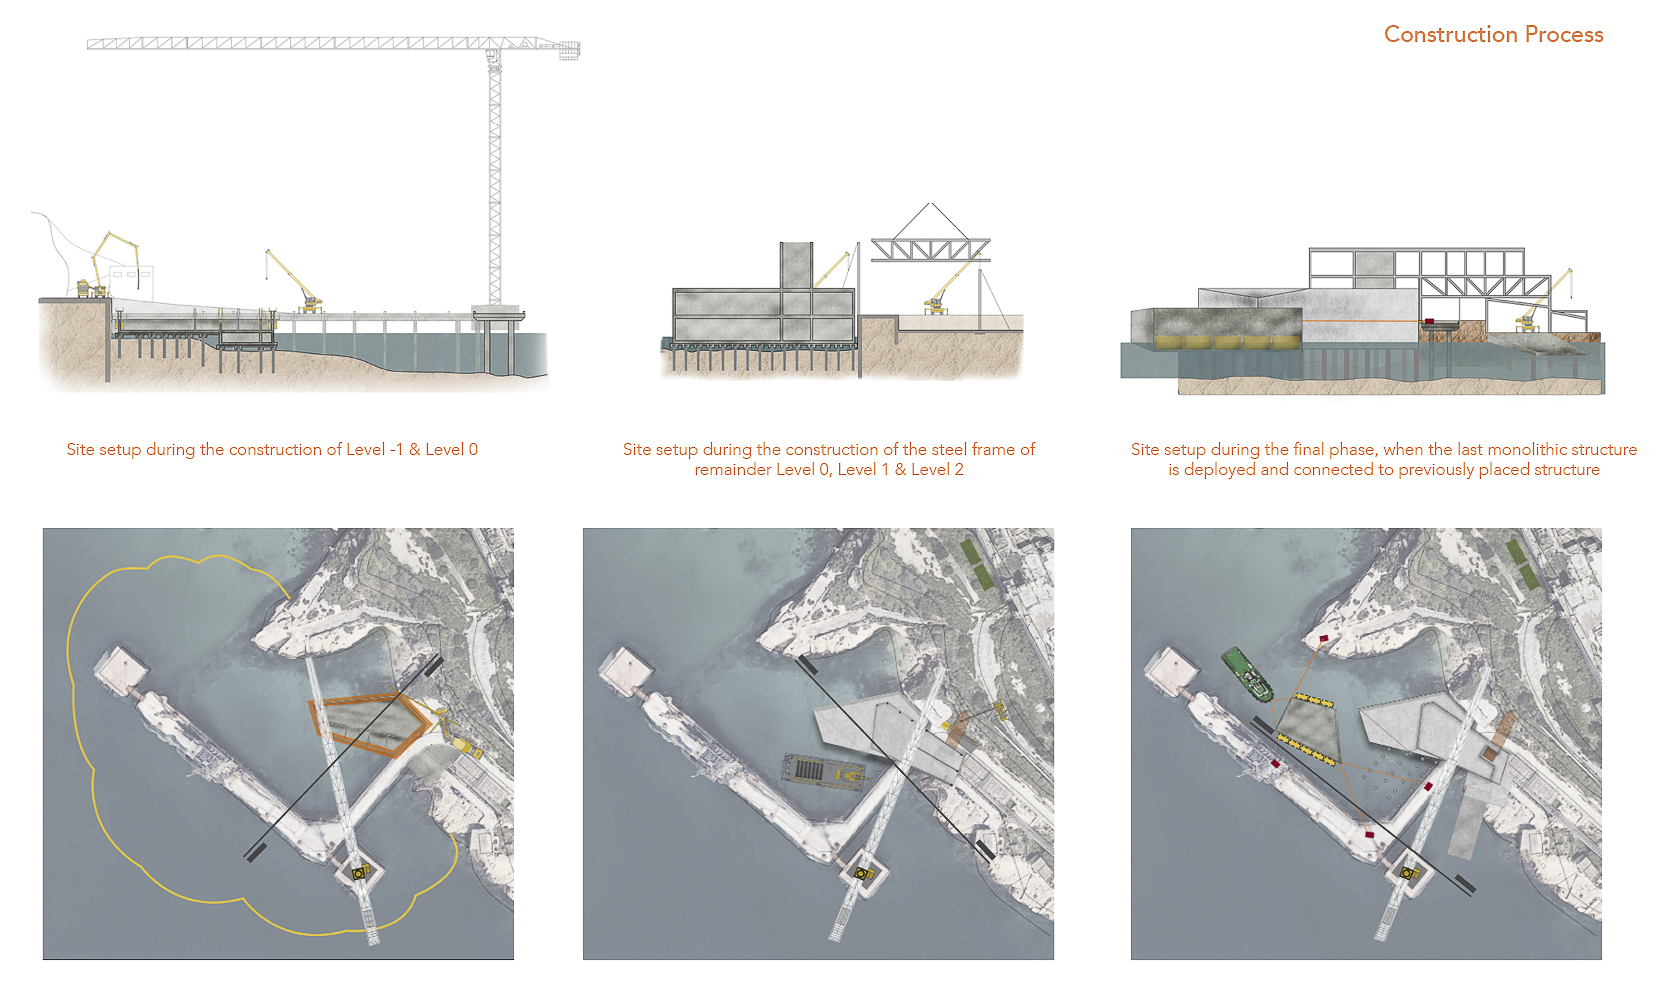 Construction Process
Site setup during the construction of Level -1 & Level 0
Site setup during the construction of the steel frame of
remainder Level 0, Level 1 & Level 2
Site setup during the final phase, when the last monolithic structure
is deployed and connected to previously placed structure